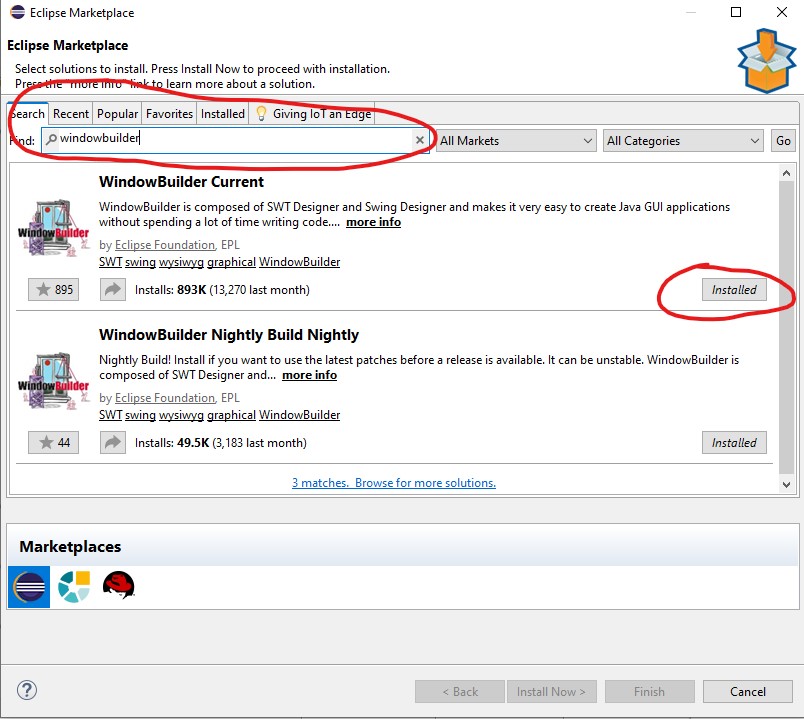 Eclipse Marketplace
Eclipse Marketplace
Select solutions to install. Press Install Now to proceed with installation.
Press the "more info" link to learn more about a solution.
Search Recent Popular Favorites Installed Giving IoT an Edge
Find: windowbuilder All Markets All Categories Go
WindowBuilder Current
WindowBuilder is composed of SWT Designer and Swing Designer and makes it very easy to create Java GUI applications
without spending a lot of time writing code.... more info
WindowBuilder
by Eclipse Foundation, EPL
SWT swing wysiwyg graphical WindowBuilder
895 Installs: 893K (13,270 last month) Installed
WindowBuilder Nightly Build Nightly
Nightly Build! Install if you want to use the latest patches before a release is available. It can be unstable. WindowBuilder is
composed of SWT Designer and... more info
WindowBuilder
by Eclipse Foundation, EPL
SWT swing wysiwyg graphical WindowBuilder
44 Installs: 49.5K (3,183 last month) Installed
3 matches. Browse for more solutions.
Marketplaces
? < Back Install Now > Finish Cancel